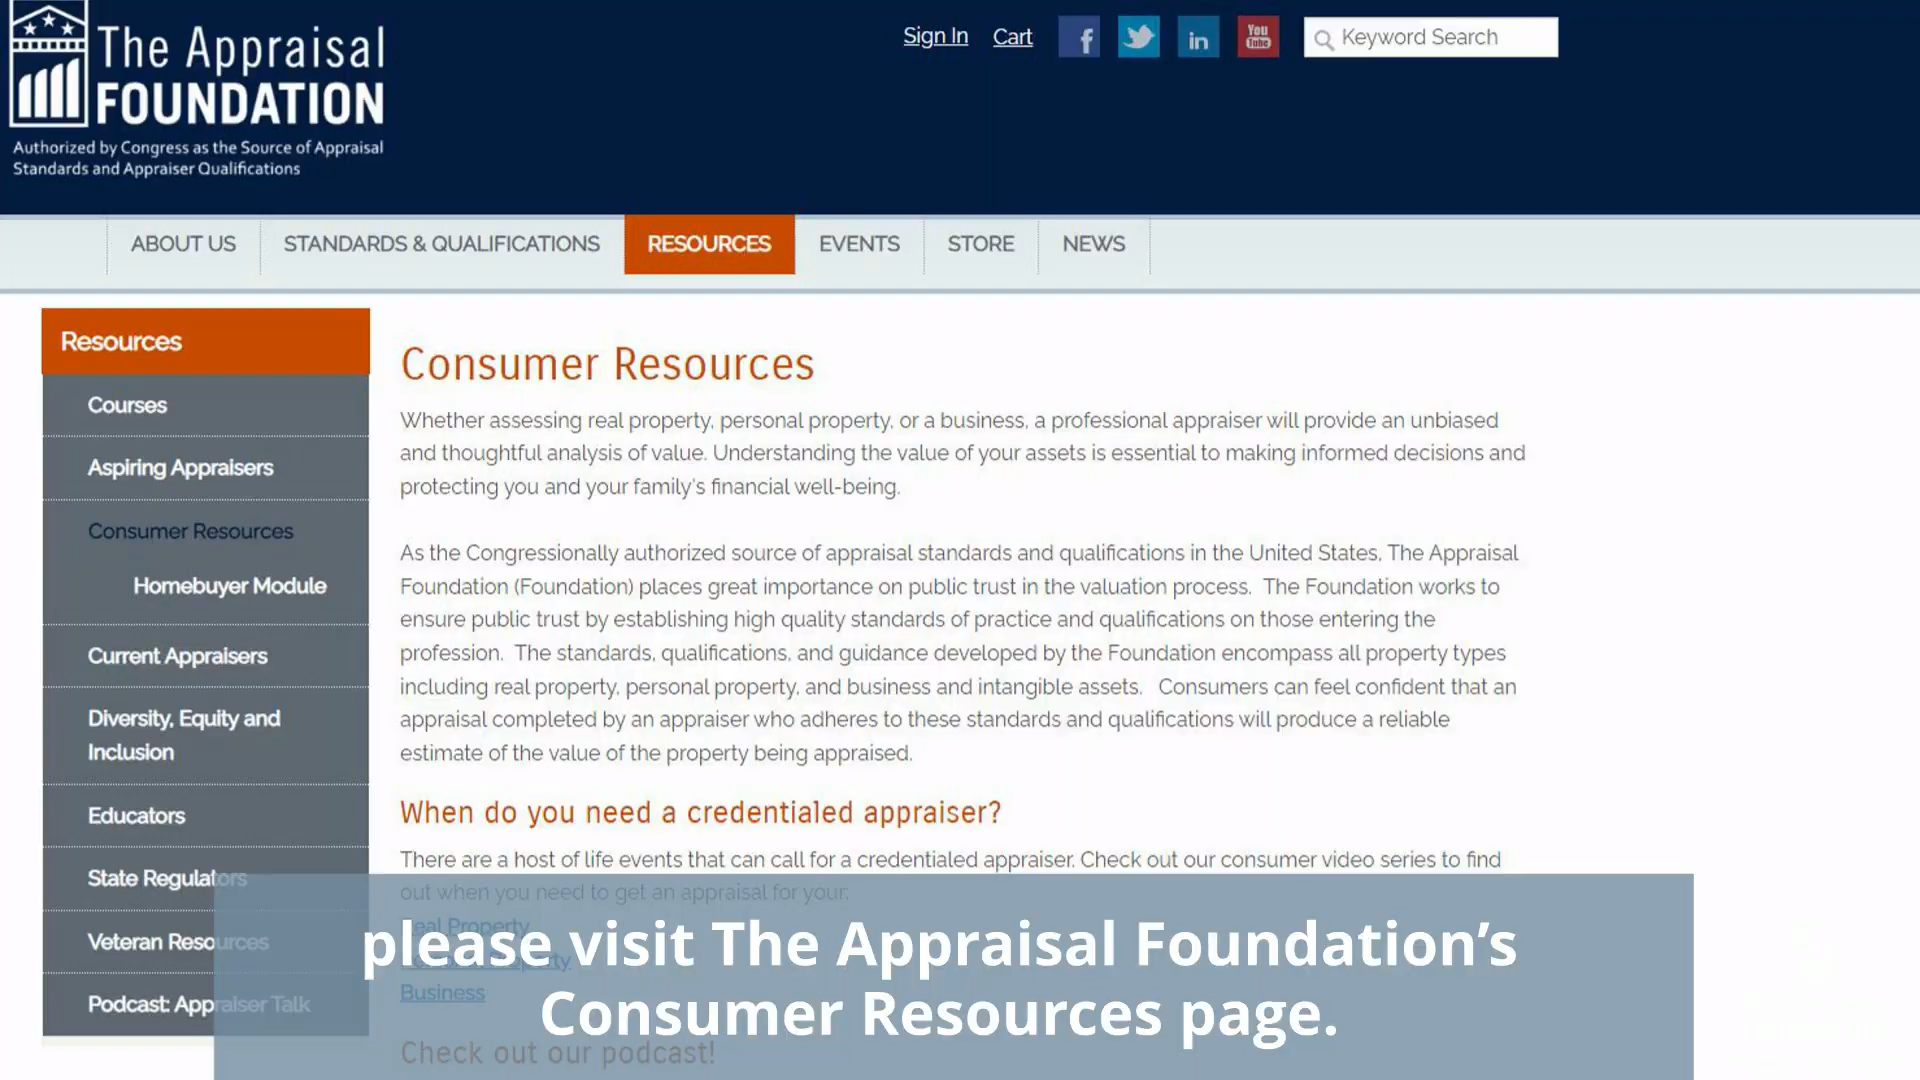 The Appraisal
FOUNDATION
Authorized by Congress as the Source of Appraisal
Standards and Appraiser Qualifications
Sign In
Cart
You
Tube
Keyword Search
ABOUT US
STANDARDS & QUALIFICATIONS
RESOURCES
EVENTS
STORE
NEWS
Resources
Courses
Aspiring Appraisers
Consumer Resources
Homebuyer Module
Current Appraisers
Diversity, Equity and
Inclusion
Educators
State Regulators
Veteran Resources
Podcast: Appraiser Talk
Consumer Resources
Whether assessing real property, personal property, or a business, a professional appraiser will provide an unbiased
and thoughtful analysis of value. Understanding the value of your assets is essential to making informed decisions and
protecting you and your family's financial well-being.
As the Congressionally authorized source of appraisal standards and qualifications in the United States, The Appraisal
Foundation (Foundation) places great importance on public trust in the valuation process. The Foundation works to
ensure public trust by establishing high quality standards of practice and qualifications on those entering the
profession. The standards, qualifications, and guidance developed by the Foundation encompass all property types
including real property, personal property, and business and intangible assets. Consumers can feel confident that an
appraisal completed by an appraiser who adheres to these standards and qualifications will produce a reliable
estimate of the value of the property being appraised.
When do you need a credentialed appraiser?
There are a host of life events that can call for a credentialed appraiser. Check out our consumer video series to find
out when you need to get an appraisal for your:
Real Property
Personal Property
Business
Check out our podcast!
please visit The Appraisal Foundation’s
Consumer Resources page.